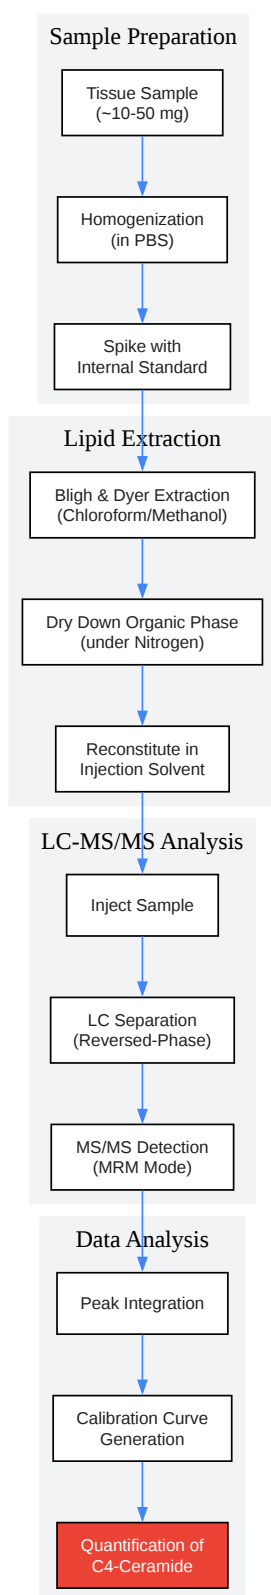 Sample Preparation
Tissue Sample
(~10-50 mg)
Homogenization
(in PBS)
Spike with
Internal Standard
Lipid Extraction
Bligh & Dyer Extraction
(Chloroform/Methanol)
Dry Down Organic Phase
(under Nitrogen)
Reconstitute in
Injection Solvent
LC-MS/MS Analysis
Inject Sample
LC Separation
(Reversed-Phase)
MS/MS Detection
(MRM Mode)
Data Analysis
Peak Integration
Calibration Curve
Generation
Quantification of
C4-Ceramide